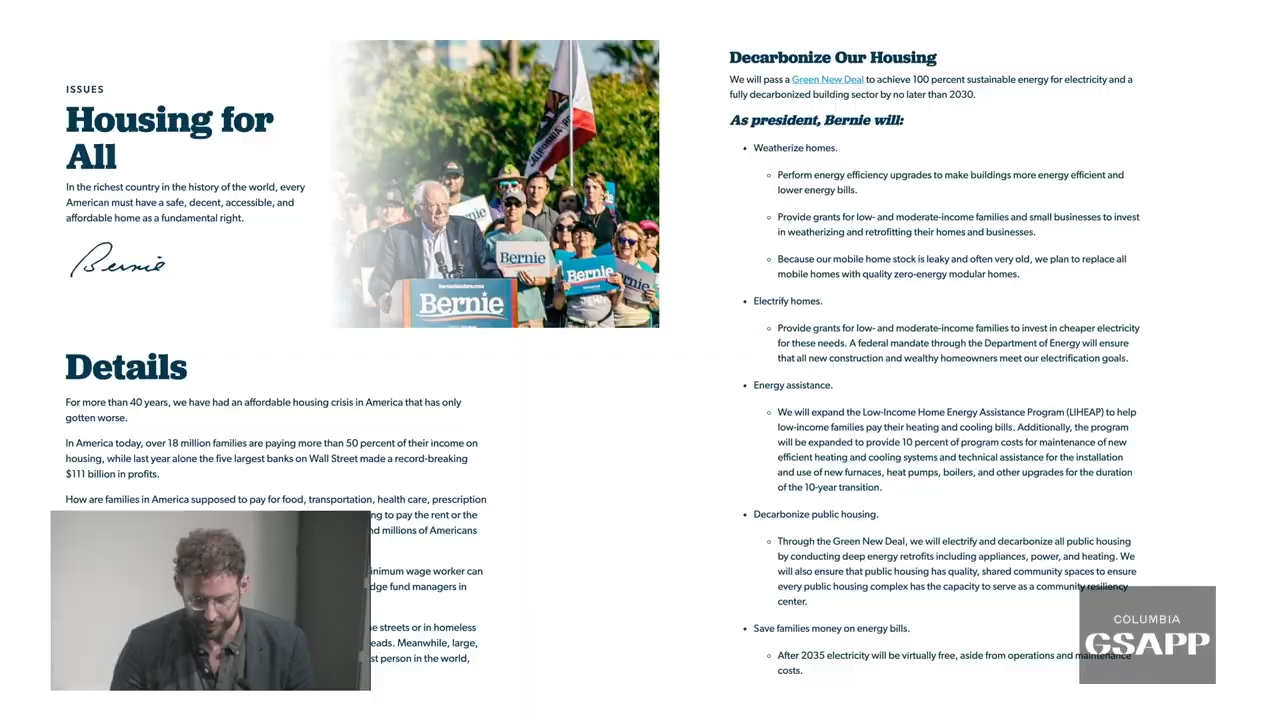 ISSUES
Housing for
All
In the richest country in the history of the world, every
American must have a safe, decent, accessible, and
affordable home as a fundamental right.
Bernie
CALIFORNIA
Bernie
Bernie
Bernie
Details
For more than 40 years, we have had an affordable housing crisis in America that has only
gotten worse.
In America today, over 18 million families are paying more than 50 percent of their income on
housing, while last year alone the five largest banks on Wall Street made a record-breaking
$111 billion in profits.
How are families in America supposed to pay for food, transportation, health care, prescription
to pay the rent or the
millions of Americans
minimum wage worker can
fund managers in
streets or in homeless
Meanwhile, large,
person in the world,
Decarbonize Our Housing
We will pass a Green New Deal to achieve 100 percent sustainable energy for electricity and a
fully decarbonized building sector by no later than 2030.
As president, Bernie will:
• Weatherize homes.
◦ Perform energy efficiency upgrades to make buildings more energy efficient and
lower energy bills.
◦ Provide grants for low- and moderate-income families and small businesses to invest
in weatherizing and retrofitting their homes and businesses.
◦ Because our mobile home stock is leaky and often very old, we plan to replace all
mobile homes with quality zero-energy modular homes.
• Electrify homes.
◦ Provide grants for low- and moderate-income families to invest in cheaper electricity
for these needs. A federal mandate through the Department of Energy will ensure
that all new construction and wealthy homeowners meet our electrification goals.
• Energy assistance.
◦ We will expand the Low-Income Home Energy Assistance Program (LIHEAP) to help
low-income families pay their heating and cooling bills. Additionally, the program
will be expanded to provide 10 percent of program costs for maintenance of new
efficient heating and cooling systems and technical assistance for the installation
and use of new furnaces, heat pumps, boilers, and other upgrades for the duration
of the 10-year transition.
• Decarbonize public housing.
◦ Through the Green New Deal, we will electrify and decarbonize all public housing
by conducting deep energy retrofits including appliances, power, and heating. We
will also ensure that public housing has quality, shared community spaces to ensure
every public housing complex has the capacity to serve as a community resiliency
center.
• Save families money on energy bills.
◦ After 2035 electricity will be virtually free, aside from operations and maintenance
costs.
COLUMBIA
GSAPP